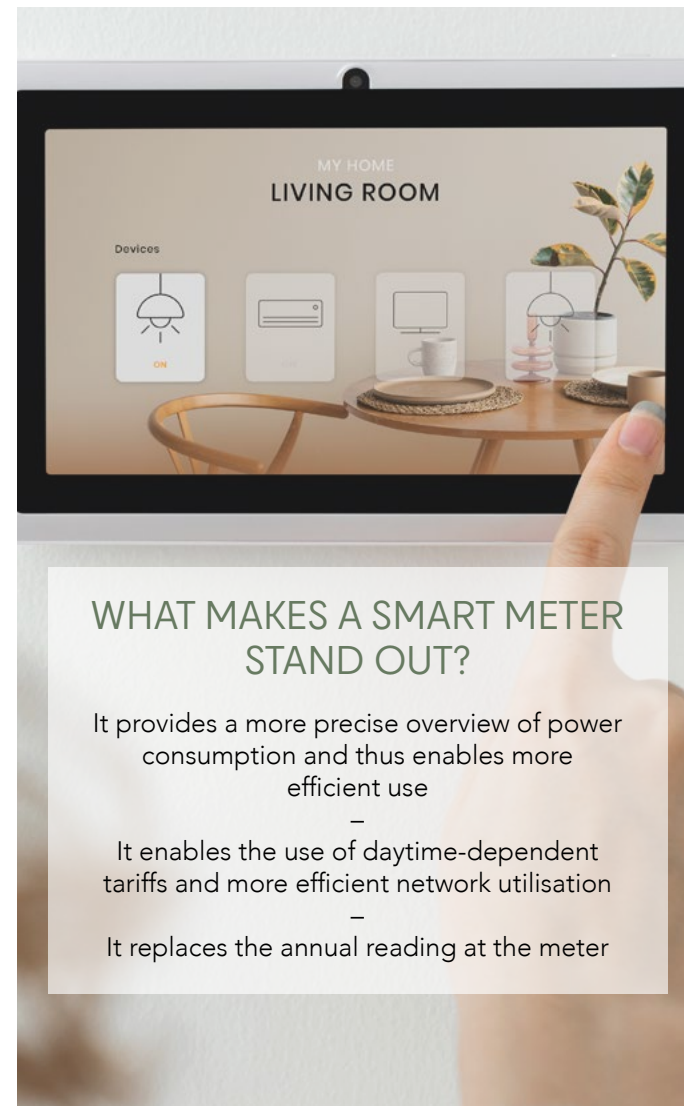 MY HOME
LIVING ROOM
Devices
ON
WHAT MAKES A SMART METER
STAND OUT?
It provides a more precise overview of power
consumption and thus enables more
efficient use
–
It enables the use of daytime-dependent
tariffs and more efficient network utilisation
–
It replaces the annual reading at the meter